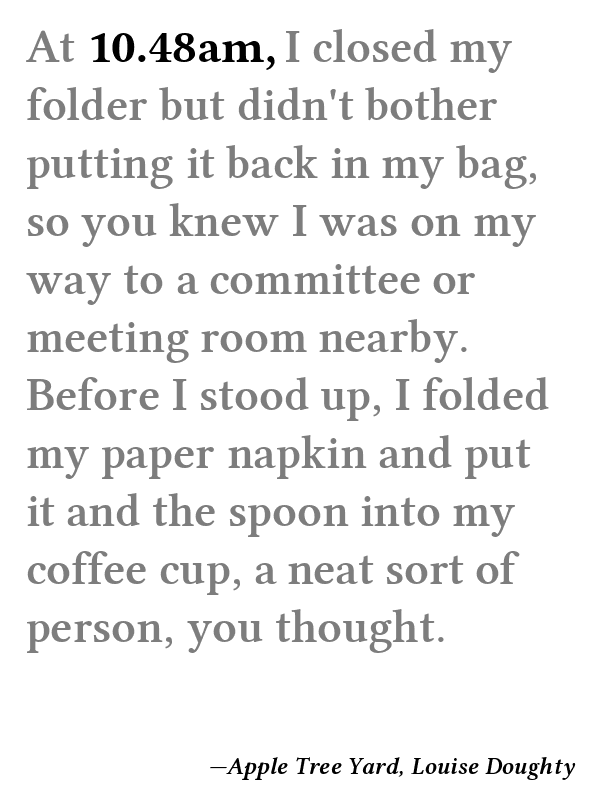 At 10.48am, I closed my
folder but didn't bother
putting it back in my bag,
so you knew I was on my
way to a committee or
meeting room nearby.
Before I stood up, I folded
my paper napkin and put
it and the spoon into my
coffee cup, a neat sort of
person, you thought.
—Apple Tree Yard, Louise Doughty